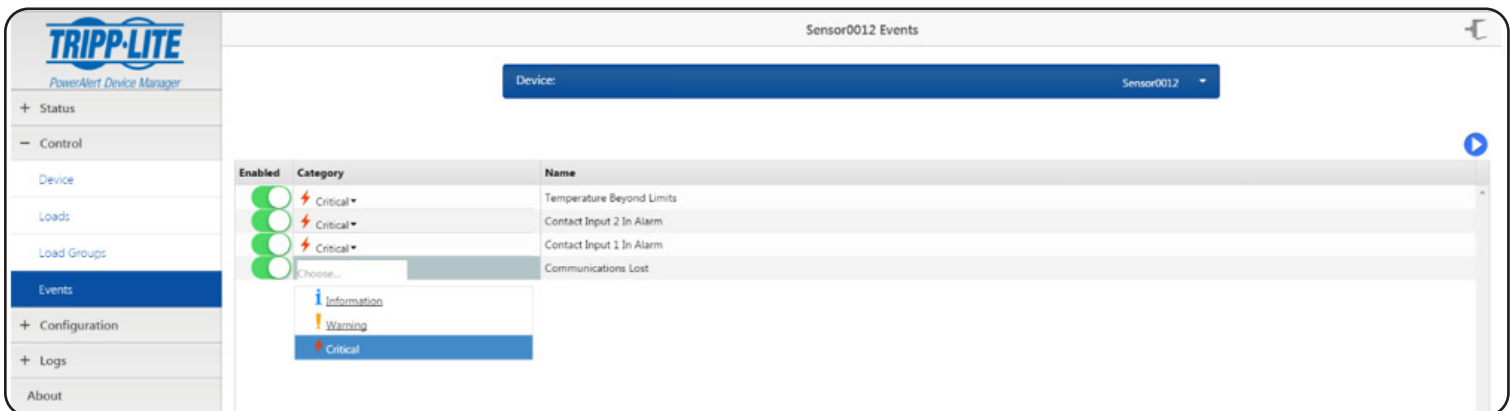 TRIPP·LITE
PowerAlert Device Manager
Sensor0012 Events
Device: Sensor0012
+ Status
− Control
Device
Loads
Load Groups
Events
+ Configuration
+ Logs
About
Enabled Category Name
Critical Temperature Beyond Limits
Critical Contact Input 2 In Alarm
Critical Contact Input 1 In Alarm
Choose... Communications Lost
Information
Warning
Critical